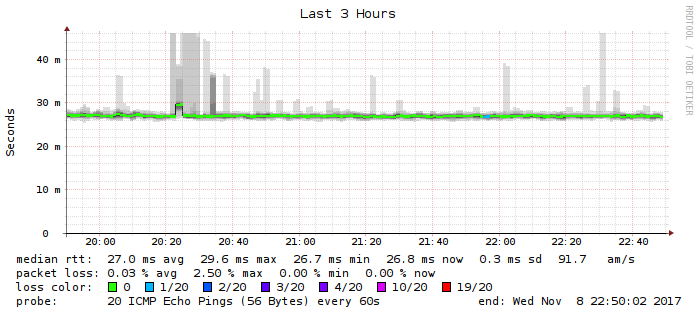 Last 3 Hours
RRDTOOL / TOBI OETIKER
Seconds
40 m
30 m
20 m
10 m
0
20:00 20:20 20:40 21:00 21:20 21:40 22:00 22:20 22:40
median rtt: 27.0 ms avg 29.6 ms max 26.7 ms min 26.8 ms now 0.3 ms sd 91.7 am/s
packet loss: 0.03 % avg 2.50 % max 0.00 % min 0.00 % now
loss color: 0 1/20 2/20 3/20 4/20 10/20 19/20
probe: 20 ICMP Echo Pings (56 Bytes) every 60s end: Wed Nov 8 22:50:02 2017